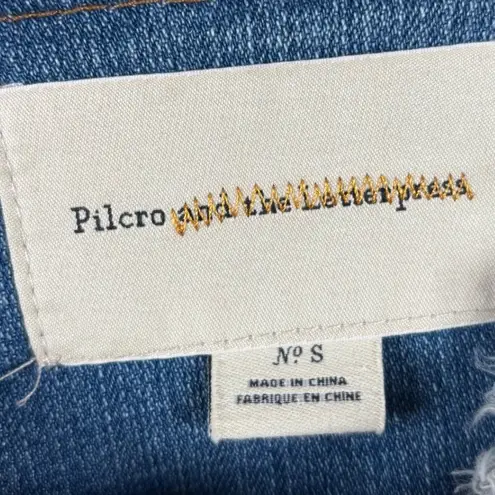 Pilcro and the Letterpress
Nº S
MADE IN CHINA
FABRIQUE EN CHINE